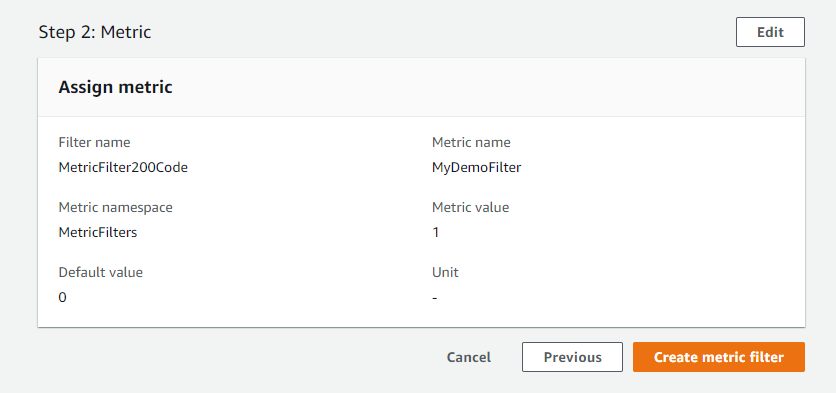 Step 2: Metric
Edit
Assign metric
Filter name
Metric name
MetricFilter200Code
MyDemoFilter
Metric namespace
Metric value
MetricFilters
1
Default value
Unit
0
-
Cancel
Previous
Create metric filter